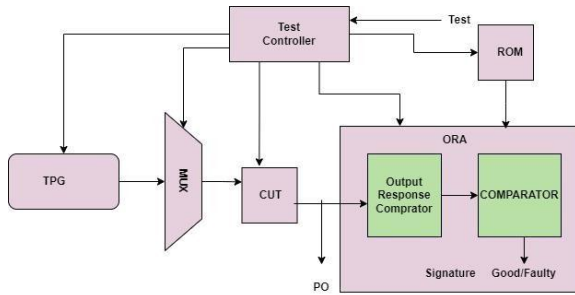 Test
Controller
Test
ROM
ORA
TPG
MUX
CUT
Output
Response
Comprator
COMPARATOR
PO
Signature
Good/Faulty